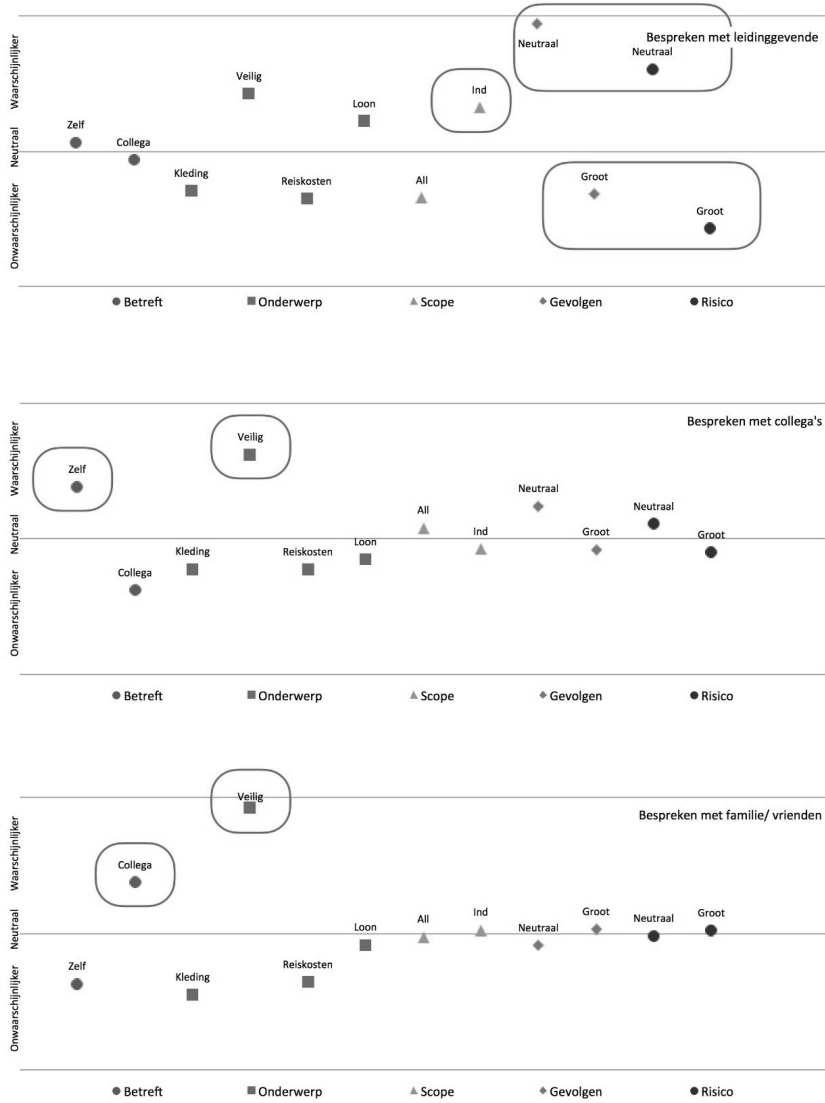 Bespreken met leidinggevende
Waarschijnlijker
Neutraal
Onwaarschijnlijker
Zelf
Collega
Kleding
Veilig
Reiskosten
Loon
All
Ind
Neutraal
Groot
Neutraal
Groot
Betreft Onderwerp Scope Gevolgen Risico
Bespreken met collega's
Waarschijnlijker
Neutraal
Onwaarschijnlijker
Zelf
Collega
Kleding
Veilig
Reiskosten
Loon
All
Ind
Neutraal
Groot
Neutraal
Groot
Betreft Onderwerp Scope Gevolgen Risico
Bespreken met familie/ vrienden
Waarschijnlijker
Neutraal
Onwaarschijnlijker
Zelf
Collega
Kleding
Veilig
Reiskosten
Loon
All
Ind
Neutraal
Groot
Neutraal
Groot
Betreft Onderwerp Scope Gevolgen Risico